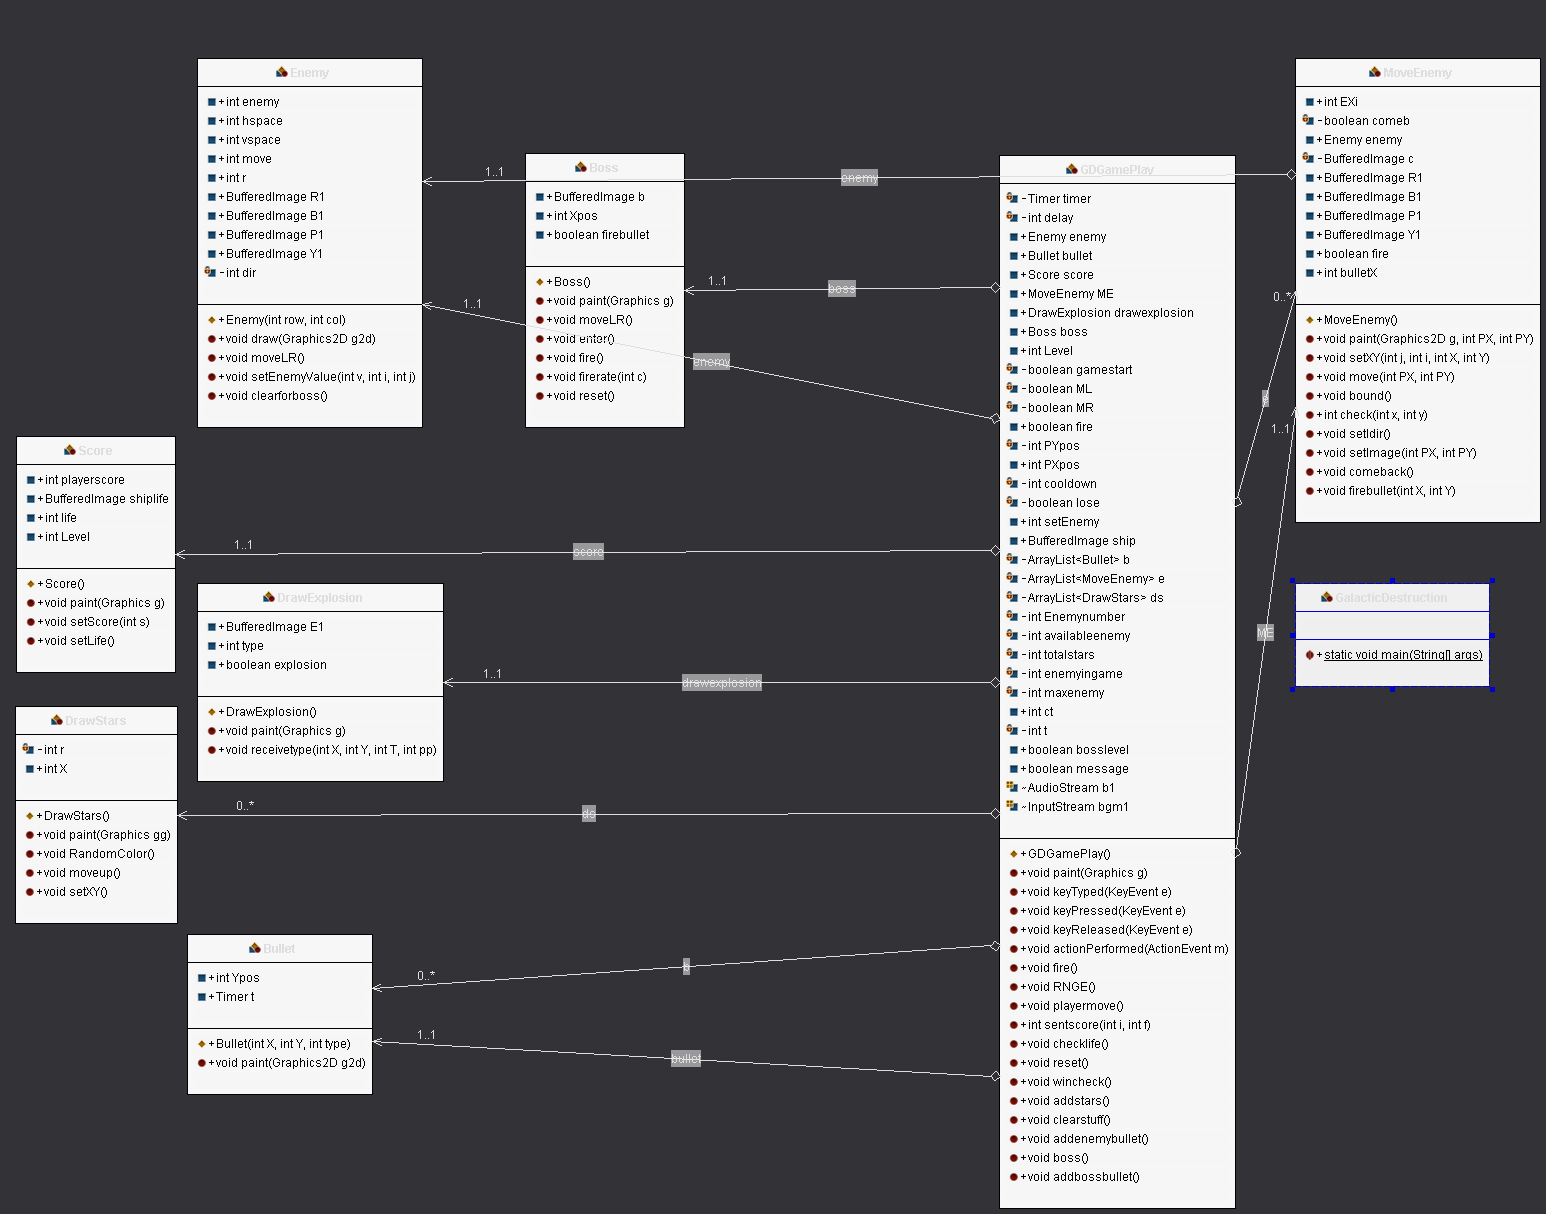 Enemy
+int enemy
+int hspace
+int vspace
+int move
+int r
+BufferedImage R1
+BufferedImage B1
+BufferedImage P1
+BufferedImage Y1
-int dir
+Enemy(int row, int col)
+void draw(Graphics2D g2d)
+void moveLR()
+void setEnemyValue(int v, int i, int j)
+void clearforboss()
Boss
+BufferedImage b
+int Xpos
+boolean firebullet
+Boss()
+void paint(Graphics g)
+void moveLR()
+void enter()
+void fire()
+void firerate(int c)
+void reset()
Score
+int playerscore
+BufferedImage shiplife
+int life
+int Level
+Score()
+void paint(Graphics g)
+void setScore(int s)
+void setLife()
DrawExplosion
+BufferedImage E1
+int type
+boolean explosion
+DrawExplosion()
+void paint(Graphics g)
+void receivetype(int X, int Y, int T, int pp)
DrawStars
-int r
+int X
+DrawStars()
+void paint(Graphics gg)
+void RandomColor()
+void moveup()
+void setXY()
Bullet
+int Ypos
+Timer t
+Bullet(int X, int Y, int type)
+void paint(Graphics2D g2d)
1..1
enemy
1..1
boss
1..1
enemy
1..1
score
1..1
drawexplosion
0..*
ds
0..*
b
1..1
bullet
GDGamePlay
-Timer timer
-int delay
+Enemy enemy
+Bullet bullet
+Score score
+MoveEnemy ME
+DrawExplosion drawexplosion
+Boss boss
+int Level
-boolean gamestart
-boolean ML
-boolean MR
+boolean fire
-int PYpos
+int PXpos
-int cooldown
-boolean lose
+int setEnemy
+BufferedImage ship
-ArrayList<Bullet> b
-ArrayList<MoveEnemy> e
-ArrayList<DrawStars> ds
-int Enemynumber
-int availableenemy
-int totalstars
-int enemyingame
-int maxenemy
+int ct
-int t
+boolean bosslevel
+boolean message
~AudioStream b1
~InputStream bgm1
+GDGamePlay()
+void paint(Graphics g)
+void keyTyped(KeyEvent e)
+void keyPressed(KeyEvent e)
+void keyReleased(KeyEvent e)
+void actionPerformed(ActionEvent m)
+void fire()
+void RNGE()
+void playermove()
+int sentscore(int i, int f)
+void checklife()
+void reset()
+void wincheck()
+void addstars()
+void clearstuff()
+void addenemybullet()
+void boss()
+void addbossbullet()
0..*
e
1..1
ME
MoveEnemy
+int EXi
-boolean comeb
+Enemy enemy
-BufferedImage c
+BufferedImage R1
+BufferedImage B1
+BufferedImage P1
+BufferedImage Y1
+boolean fire
+int bulletX
+MoveEnemy()
+void paint(Graphics2D g, int PX, int PY)
+void setXY(int j, int i, int X, int Y)
+void move(int PX, int PY)
+void bound()
+int check(int x, int y)
+void setIdir()
+void setImage(int PX, int PY)
+void comeback()
+void firebullet(int X, int Y)
GalacticDestruction
+static void main(String[] args)